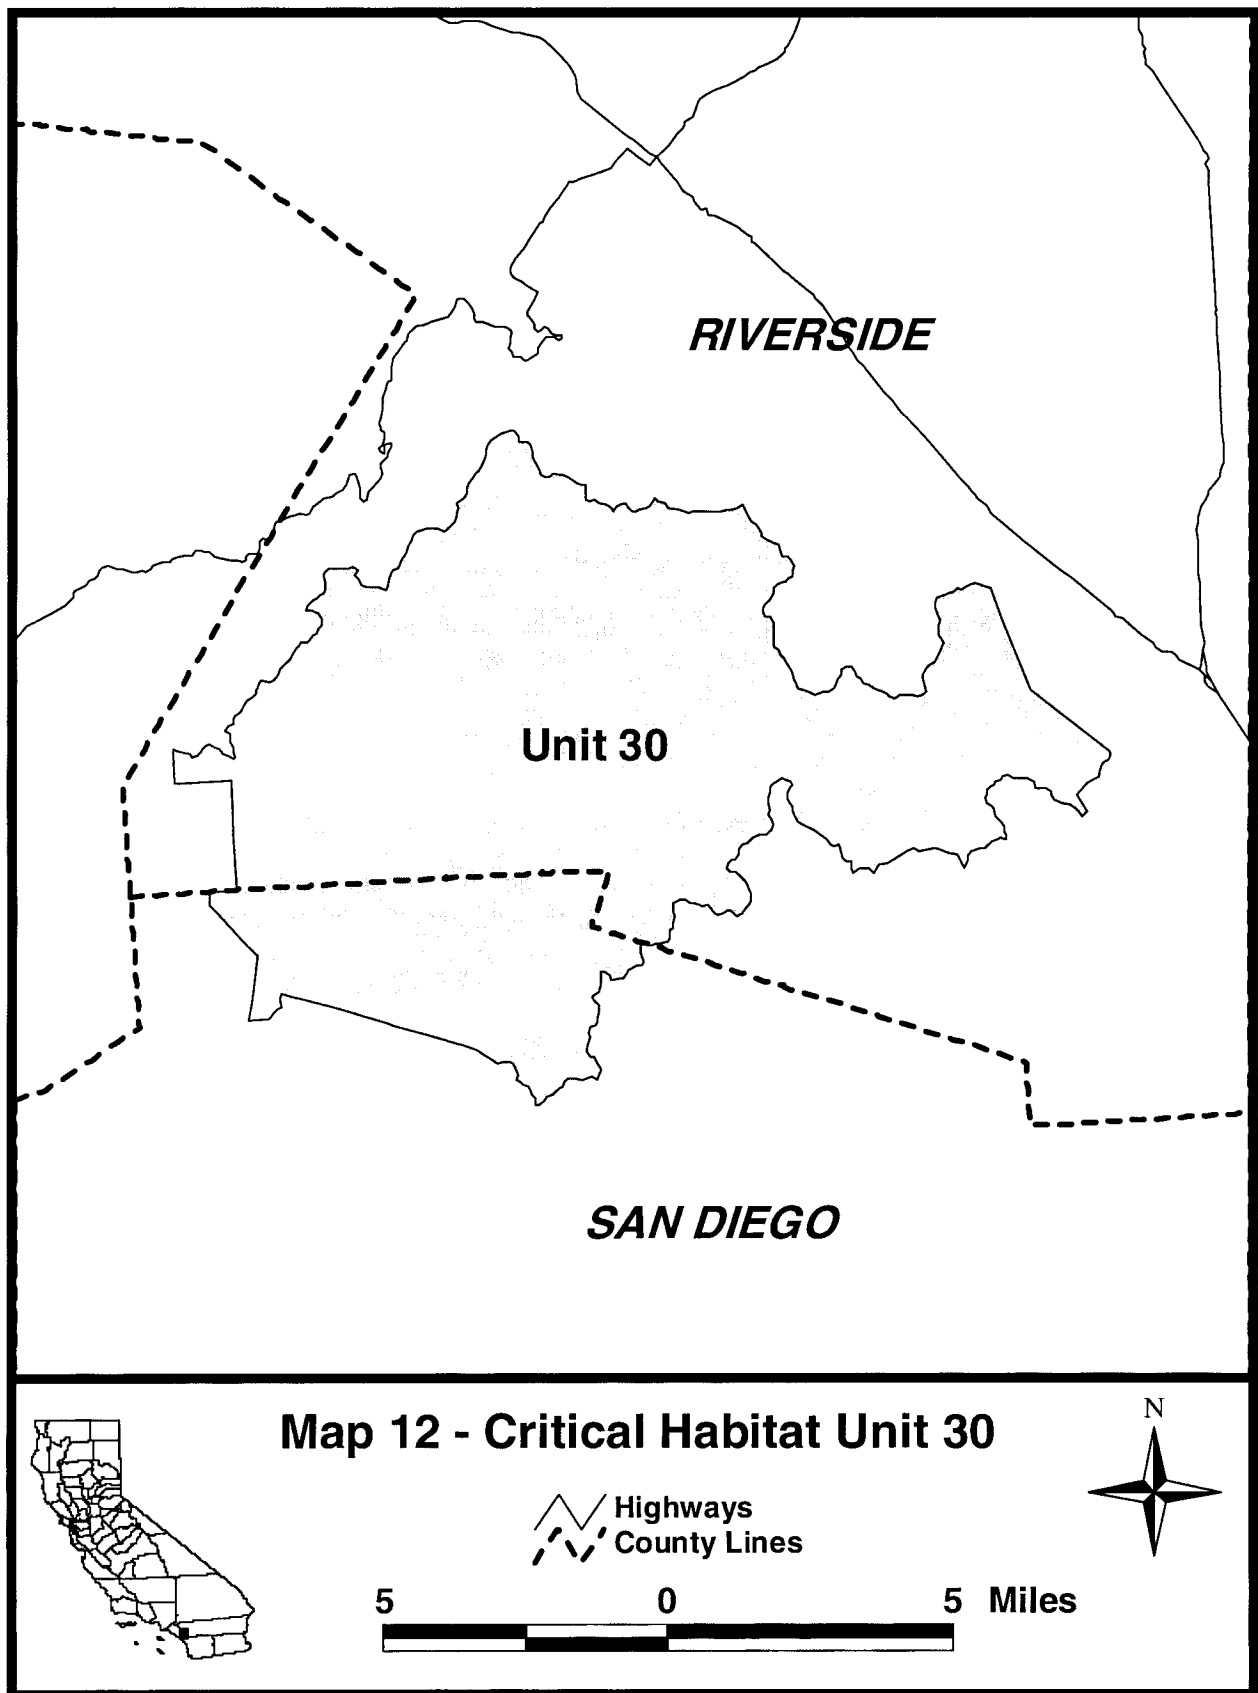 RIVERSIDE
Unit 30
SAN DIEGO
Map 12 - Critical Habitat Unit 30
N
Highways
County Lines
5 0 5 Miles